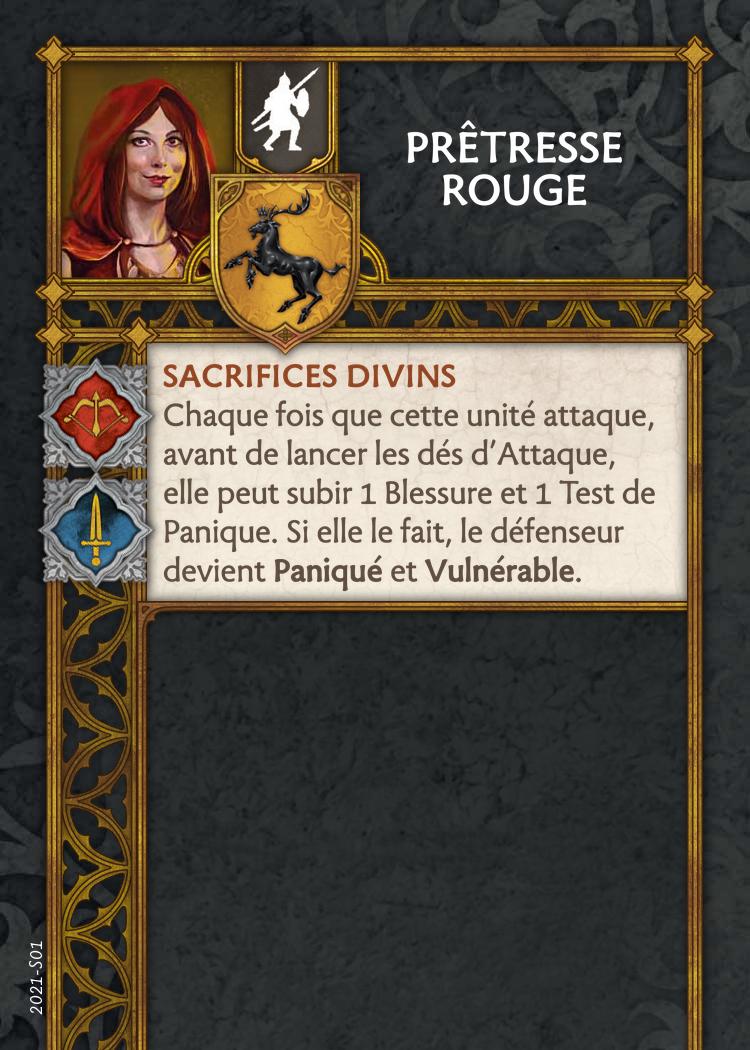 PRÊTRESSE
ROUGE
SACRIFICES DIVINS
Chaque fois que cette unité attaque,
avant de lancer les dés d’Attaque,
elle peut subir 1 Blessure et 1 Test de
Panique. Si elle le fait, le défenseur
devient Paniqué et Vulnérable.
2021-S01